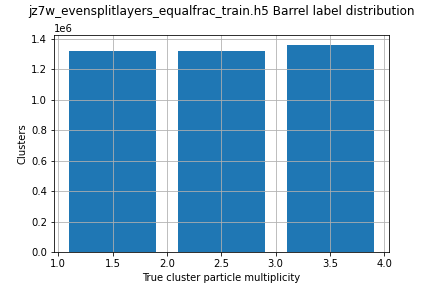 jz7w_evensplitlayers_equalfrac_train.h5 Barrel label distribution
1e6
1.4
1.2
1.0
0.8
0.6
0.4
0.2
0.0
Clusters
1.0 1.5 2.0 2.5 3.0 3.5 4.0
True cluster particle multiplicity